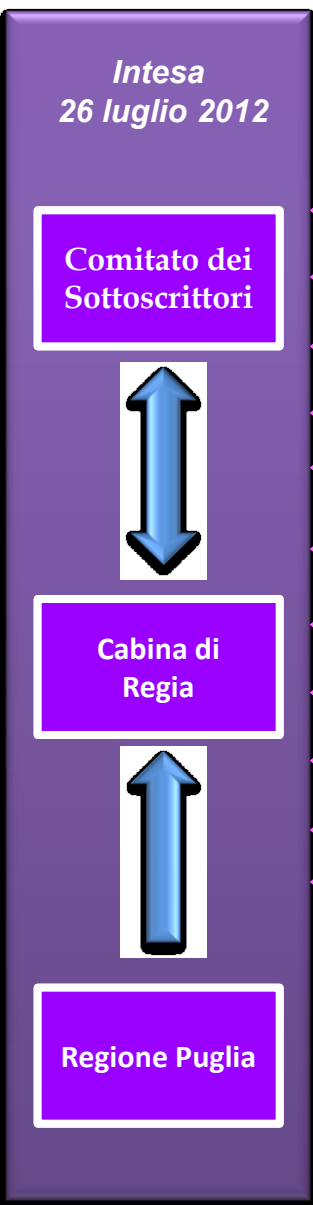 Intesa
26 luglio 2012
Comitato dei
Sottoscrittori
Cabina di
Regia
Regione Puglia